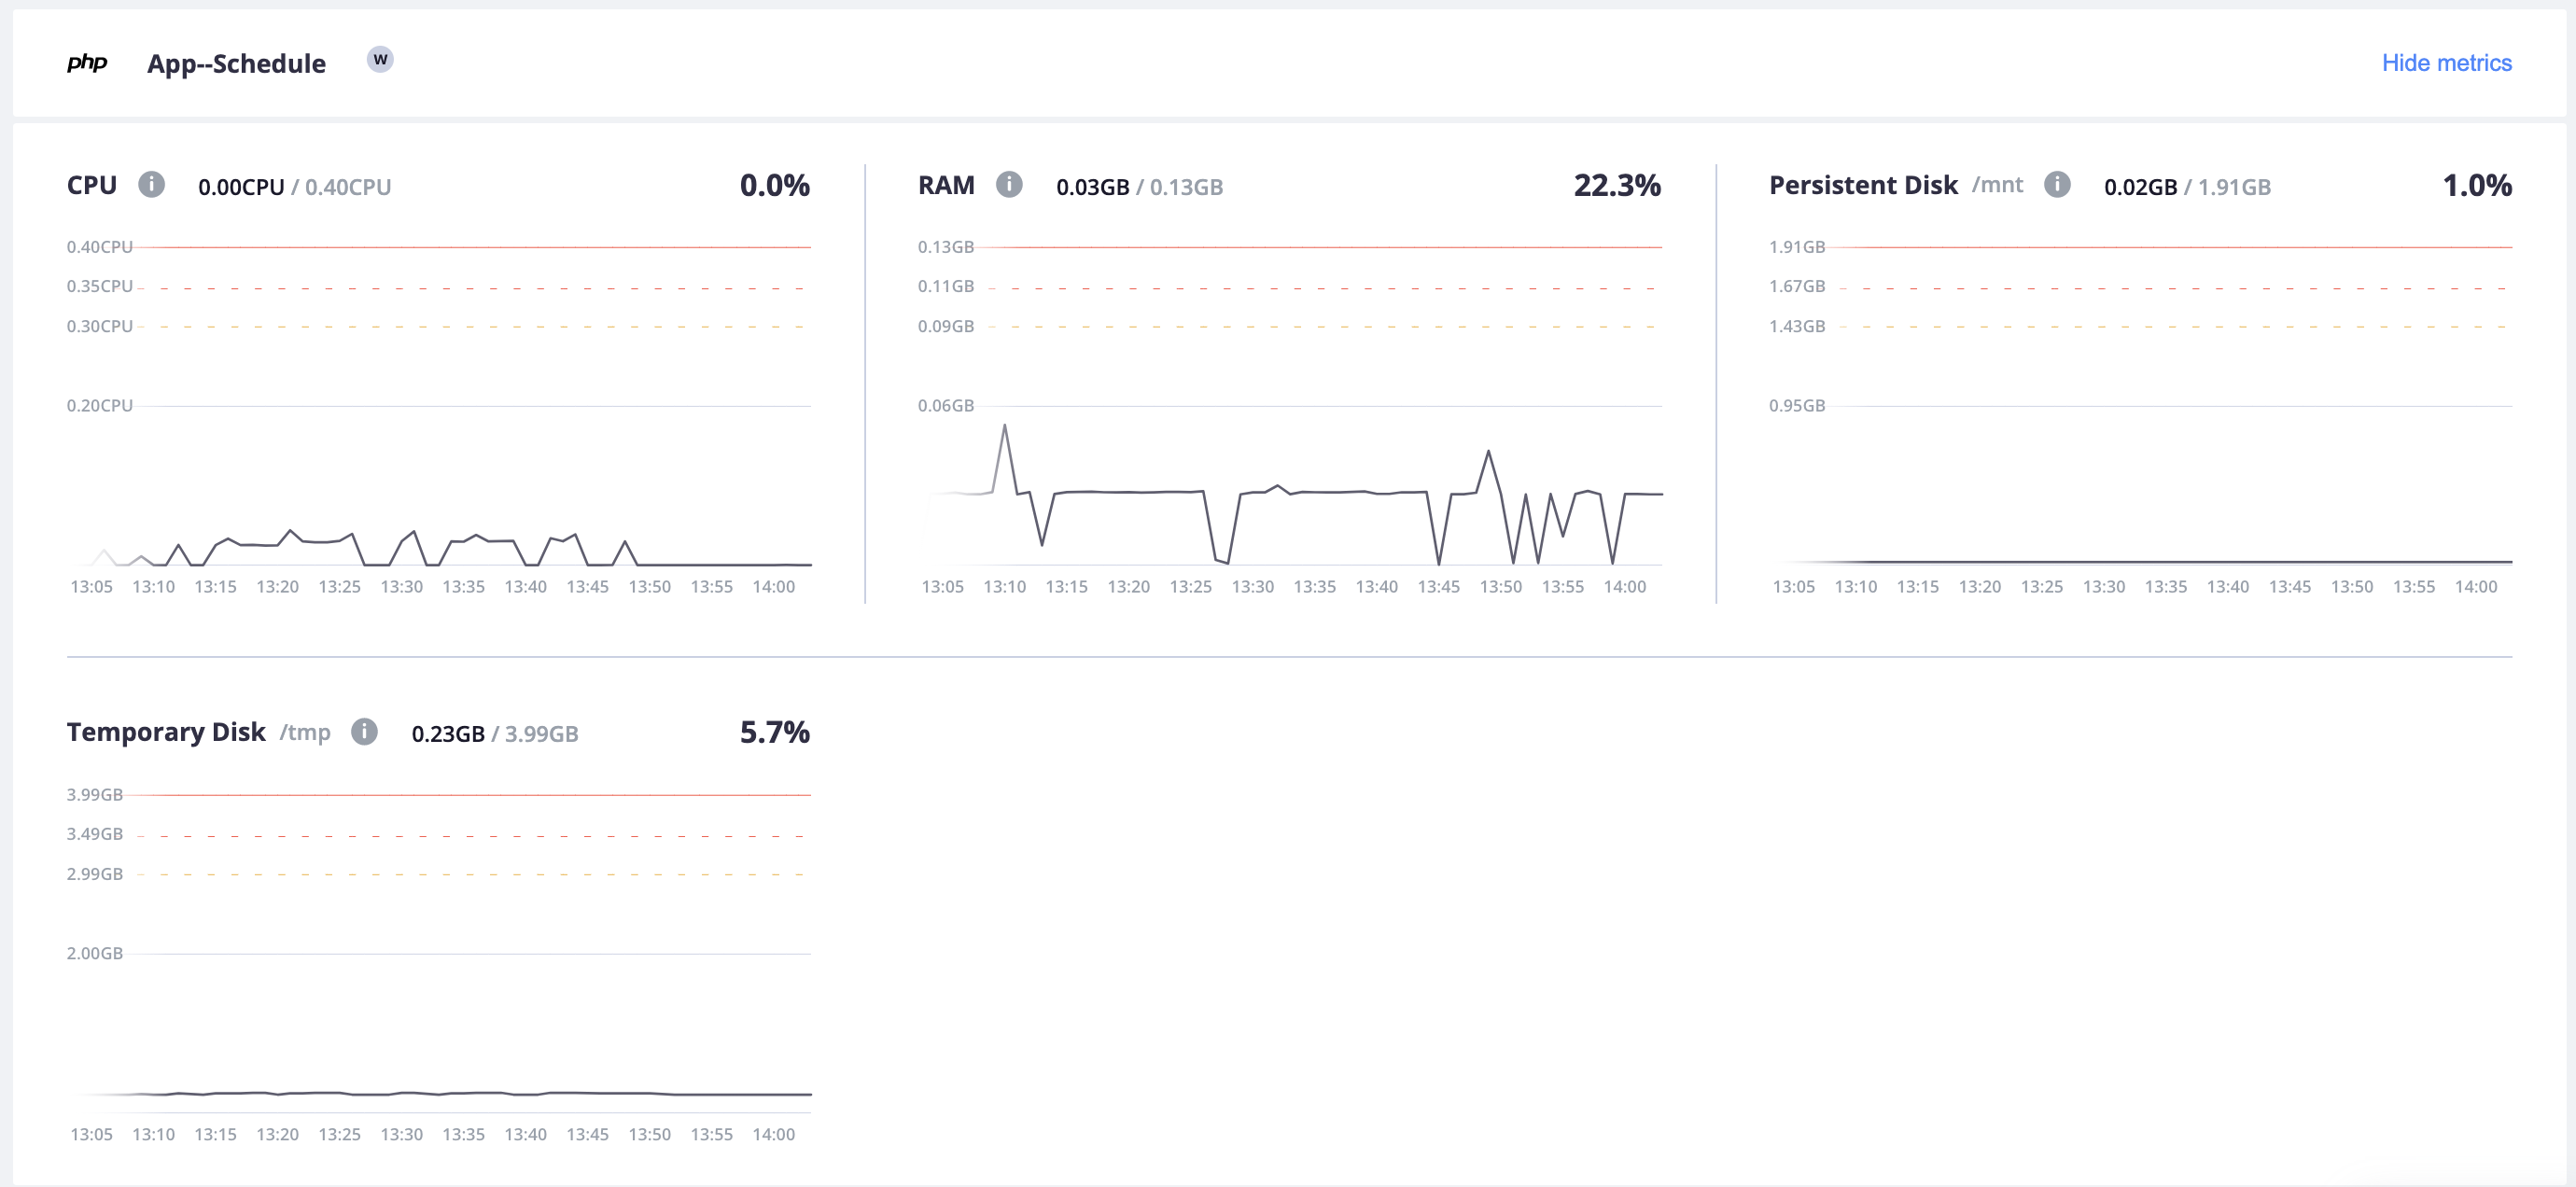 php App--Schedule W Hide metrics
CPU i 0.00CPU / 0.40CPU 0.0%
0.40CPU
0.35CPU
0.30CPU
0.20CPU
13:05 13:10 13:15 13:20 13:25 13:30 13:35 13:40 13:45 13:50 13:55 14:00
RAM i 0.03GB / 0.13GB 22.3%
0.13GB
0.11GB
0.09GB
0.06GB
13:05 13:10 13:15 13:20 13:25 13:30 13:35 13:40 13:45 13:50 13:55 14:00
Persistent Disk /mnt i 0.02GB / 1.91GB 1.0%
1.91GB
1.67GB
1.43GB
0.95GB
13:05 13:10 13:15 13:20 13:25 13:30 13:35 13:40 13:45 13:50 13:55 14:00
Temporary Disk /tmp i 0.23GB / 3.99GB 5.7%
3.99GB
3.49GB
2.99GB
2.00GB
13:05 13:10 13:15 13:20 13:25 13:30 13:35 13:40 13:45 13:50 13:55 14:00